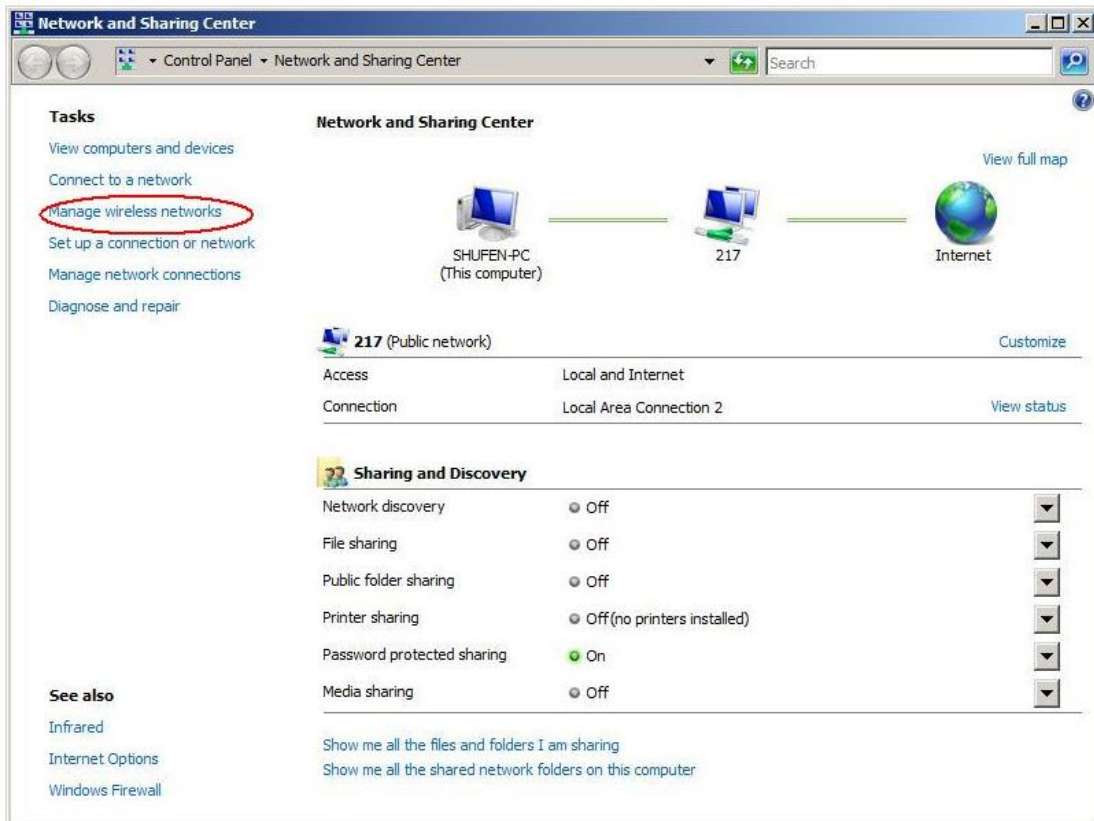 Network and Sharing Center
Control Panel Network and Sharing Center Search
Tasks
View computers and devices
Connect to a network
Manage wireless networks
Set up a connection or network
Manage network connections
Diagnose and repair
See also
Infrared
Internet Options
Windows Firewall
Network and Sharing Center
View full map
SHUFEN-PC
(This computer)
217
Internet
217 (Public network) Customize
Access Local and Internet
Connection Local Area Connection 2 View status
Sharing and Discovery
Network discovery Off
File sharing Off
Public folder sharing Off
Printer sharing Off(no printers installed)
Password protected sharing On
Media sharing Off
Show me all the files and folders I am sharing
Show me all the shared network folders on this computer